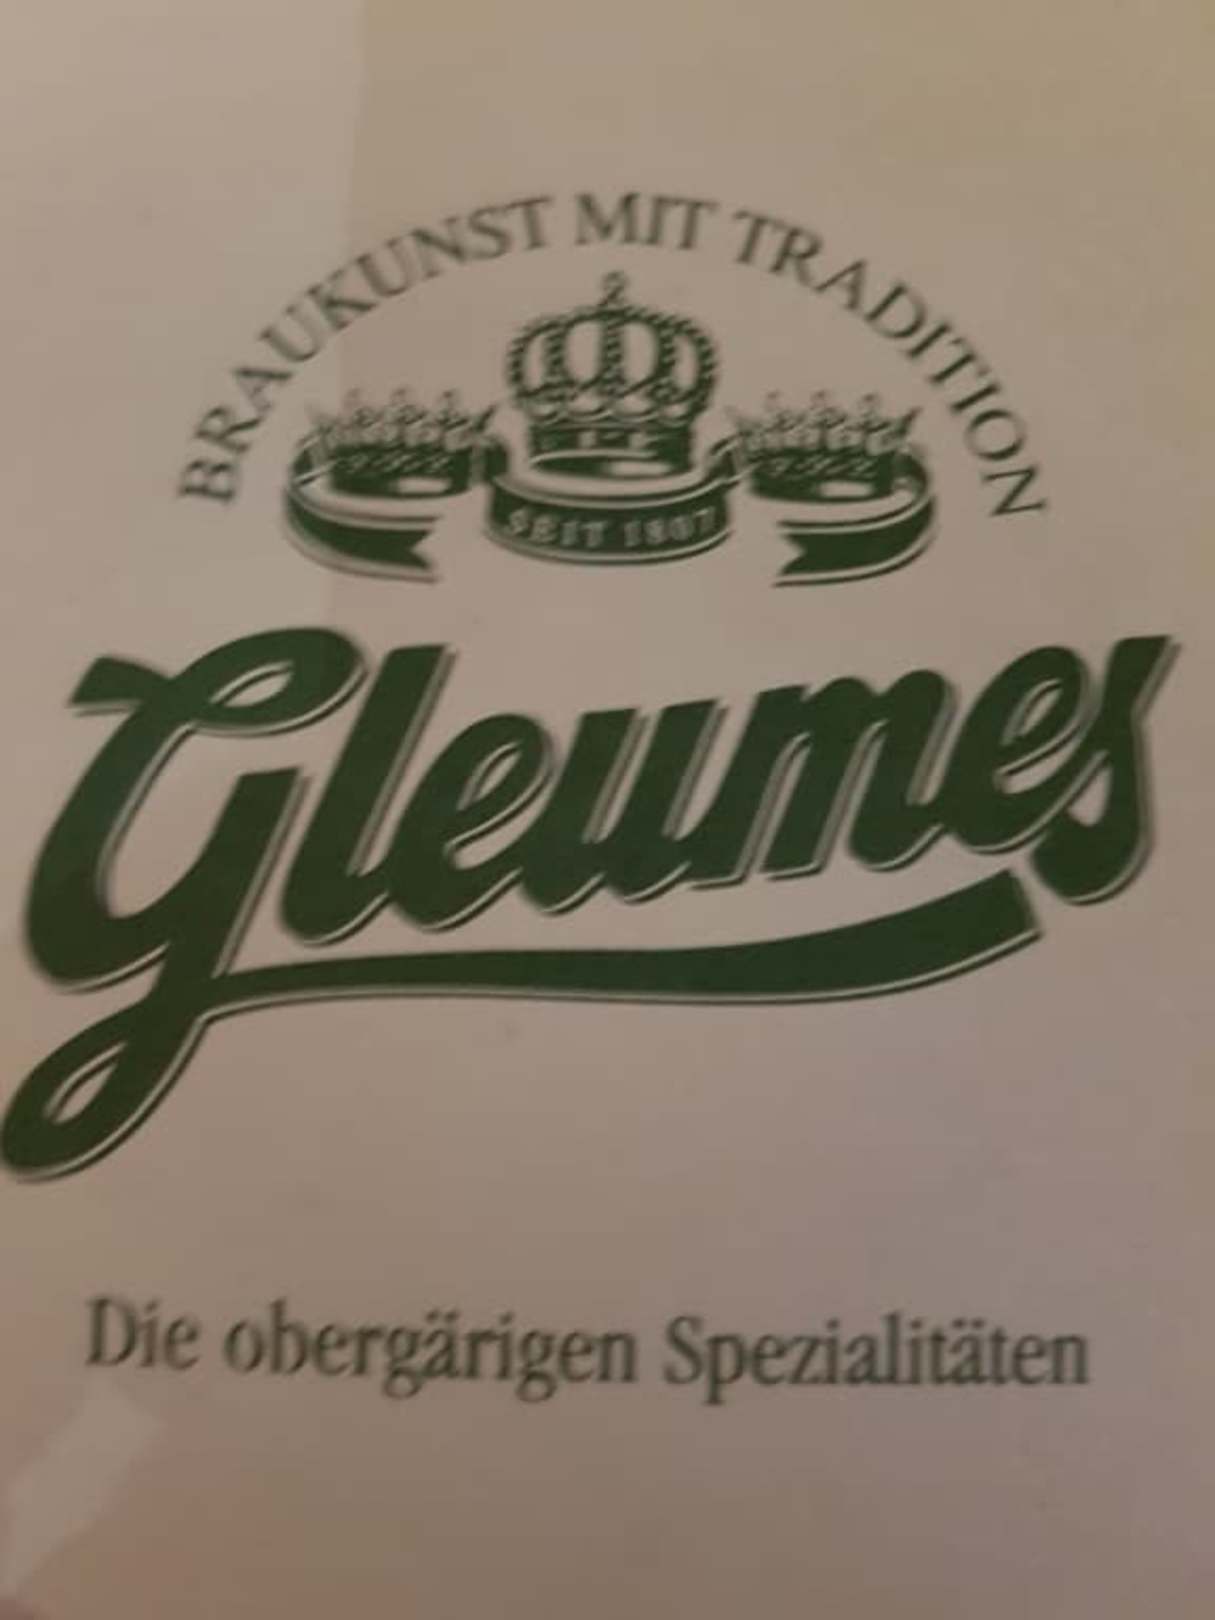 BRAUKUNST MIT TRADITION
SEIT 1807
Gleumes
Die obergärigen Spezialitäten